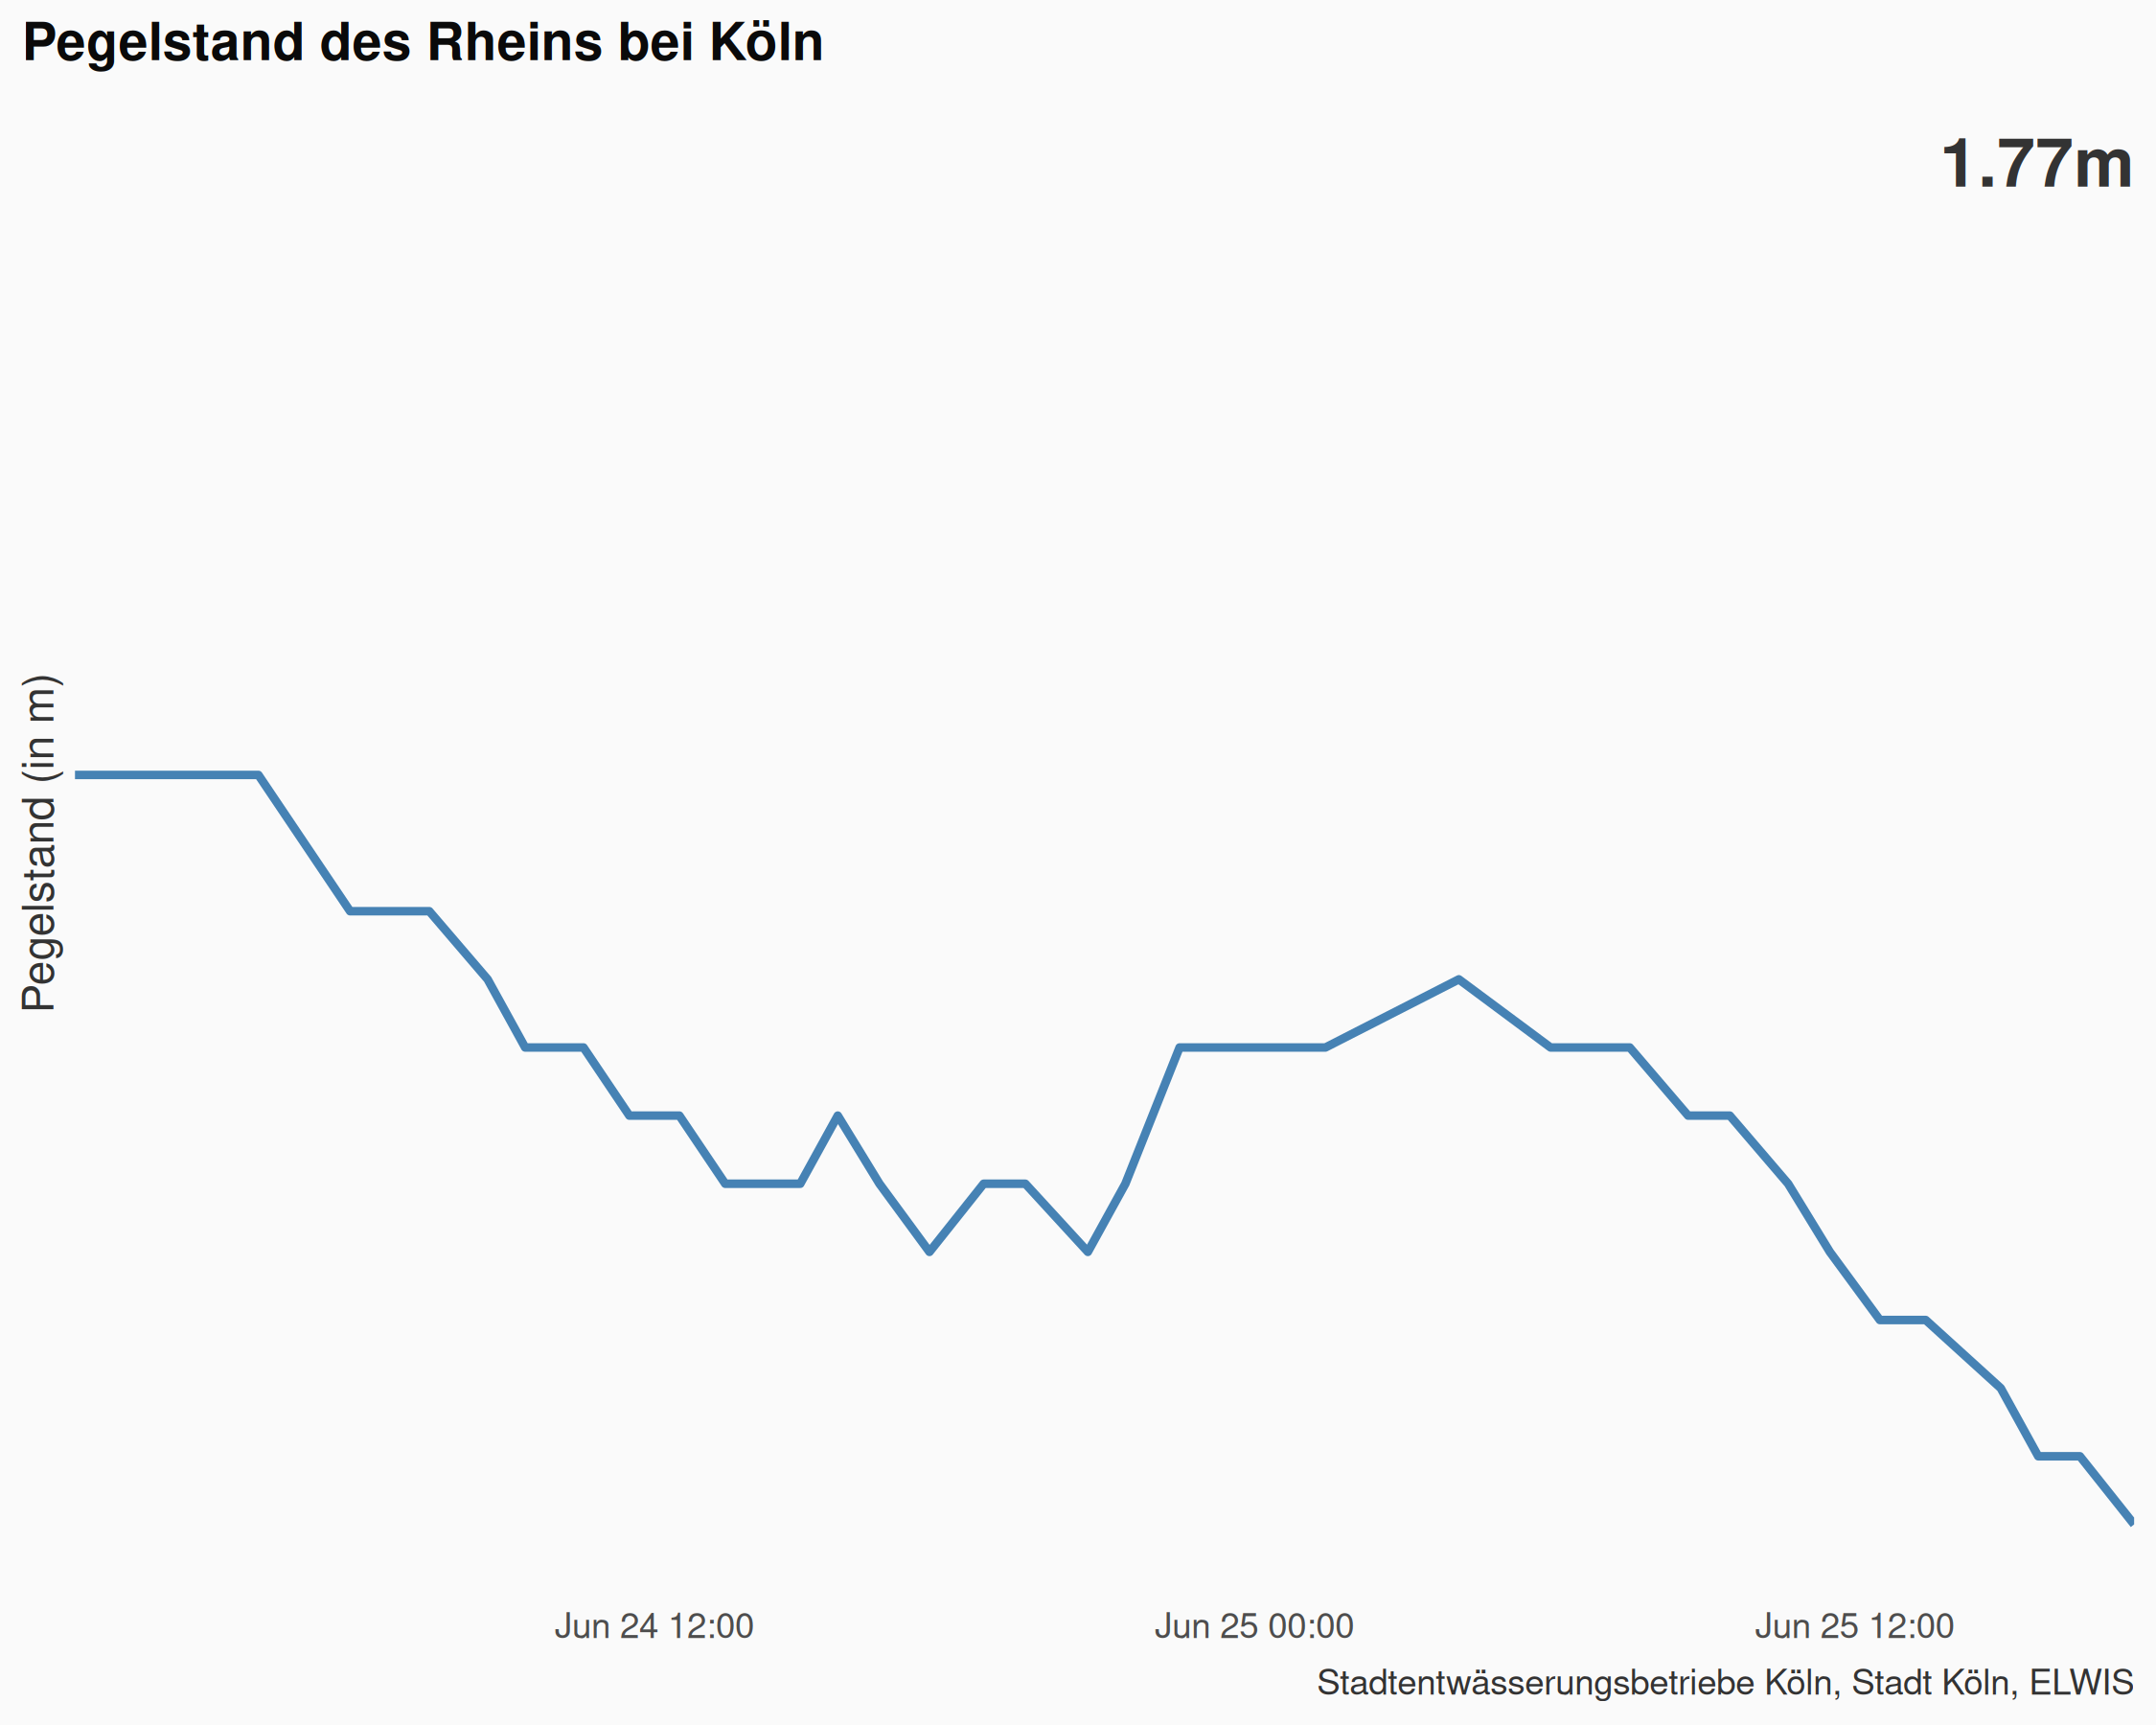 Pegelstand des Rheins bei Köln
1.77m
Pegelstand (in m)
Jun 24 12:00 Jun 25 00:00 Jun 25 12:00
Stadtentwässerungsbetriebe Köln, Stadt Köln, ELWIS